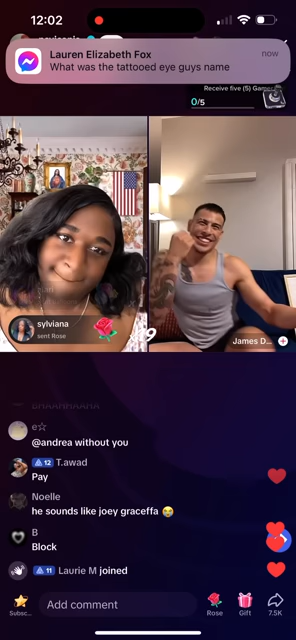 12:02
Lauren Elizabeth Fox
now
What was the tattooed eye guys name
Receive five (5) Game
0/5
sylviana
sent Rose
9
James D...
e☆
@andrea without you
12 T.awad
Pay
Noelle
he sounds like joey graceffa 😭
B
Block
11 Laurie M joined
Subsc...
Add comment
Rose
Gift
7.5K